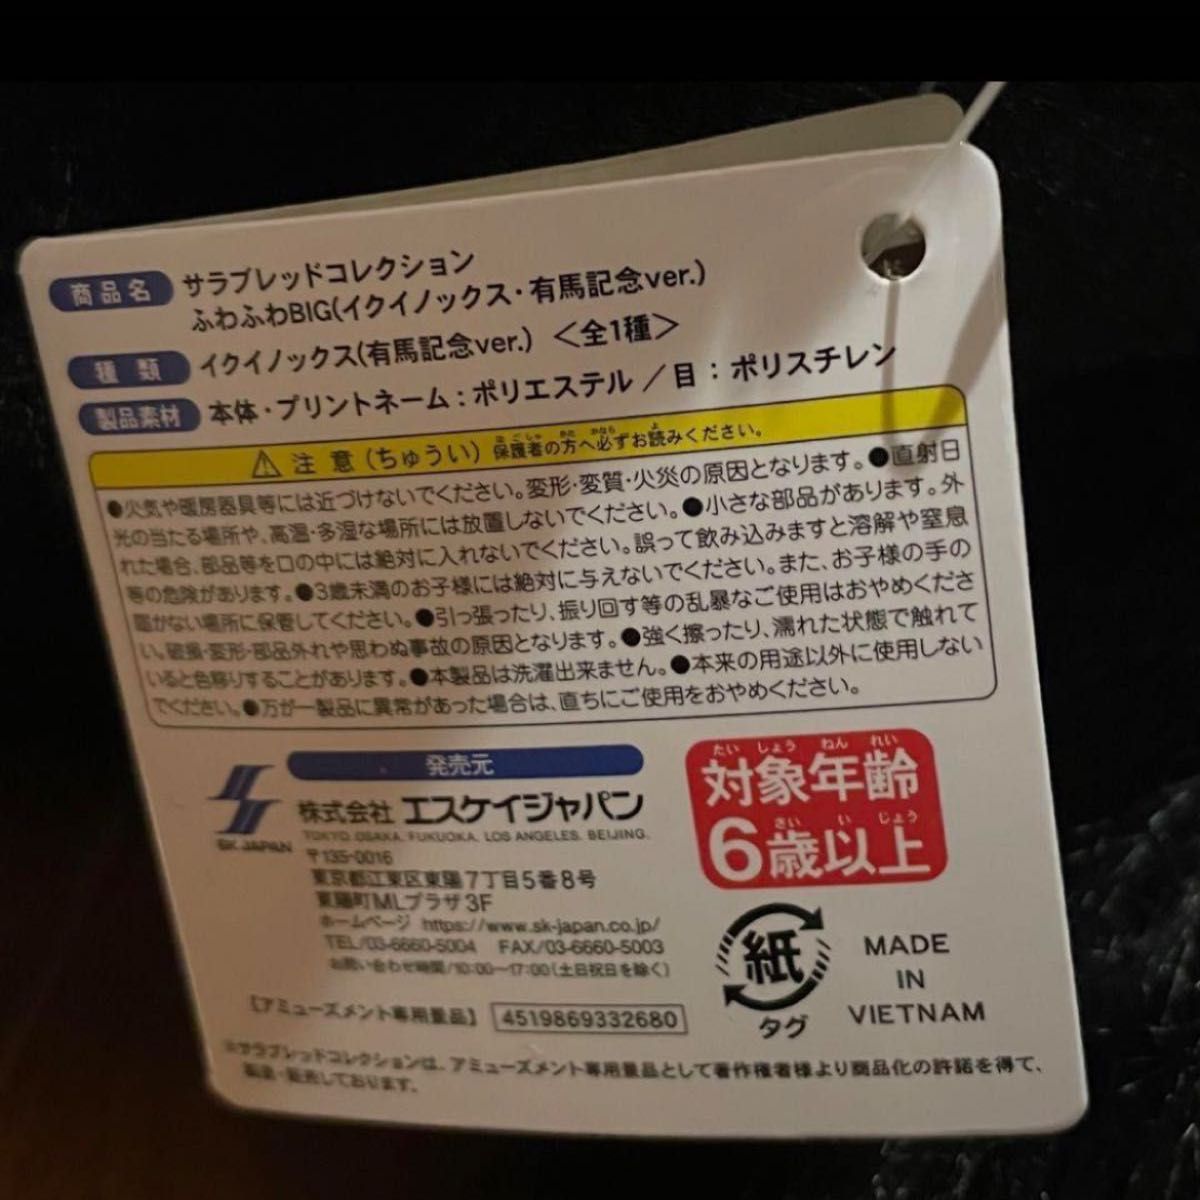 商品名 サラブレッドコレクション
ふわふわBIG(イクイノックス・有馬記念ver.)
種類 イクイノックス(有馬記念ver.) <全1種>
製品素材 本体・プリントネーム:ポリエステル/目:ポリスチレン
注意(ちゅうい) 保護者の方へ必ずお読みください。
●火気や暖房器具等には近づけないでください。変形・変質・火災の原因となります。●直射日
光の当たる場所や、高温・多湿な場所には放置しないでください。●小さな部品があります。外
れた場合、部品等を口の中には絶対に入れないでください。誤って飲み込みますと溶解や窒息
等の危険があります。●3歳未満のお子様には絶対に与えないでください。また、お子様の手の
届かない場所に保管してください。●引っ張ったり、振り回す等の乱暴なご使用はおやめくださ
い。破損・変形・部品外れや思わぬ事故の原因となります。●強く擦ったり、濡れた状態で触れて
いると色移りすることがあります。●本製品は洗濯出来ません。●本来の用途以外に使用しない
でください。●万が一製品に異常があった場合は、直ちにご使用をおやめください。
発売元
SK JAPAN
株式会社 エスケイジャパン
TOKYO. OSAKA. FUKUOKA. LOS ANGELES. BEIJING.
〒135-0016
東京都江東区東陽7丁目5番8号
東陽町MLプラザ3F
ホームページ https://www.sk-japan.co.jp/
TEL/03-6660-5004 FAX/03-6660-5003
お問い合わせ時間/10:00~17:00(土日祝日を除く)
【アミューズメント専用景品】 4519869332680
たいしょうねんれい
対象年齢
さいいじょう
6歳以上
紙
タグ
MADE
IN
VIETNAM
※サラブレッドコレクションは、アミューズメント専用景品として著作権者様より商品化の許諾を得て、
製造・販売しております。